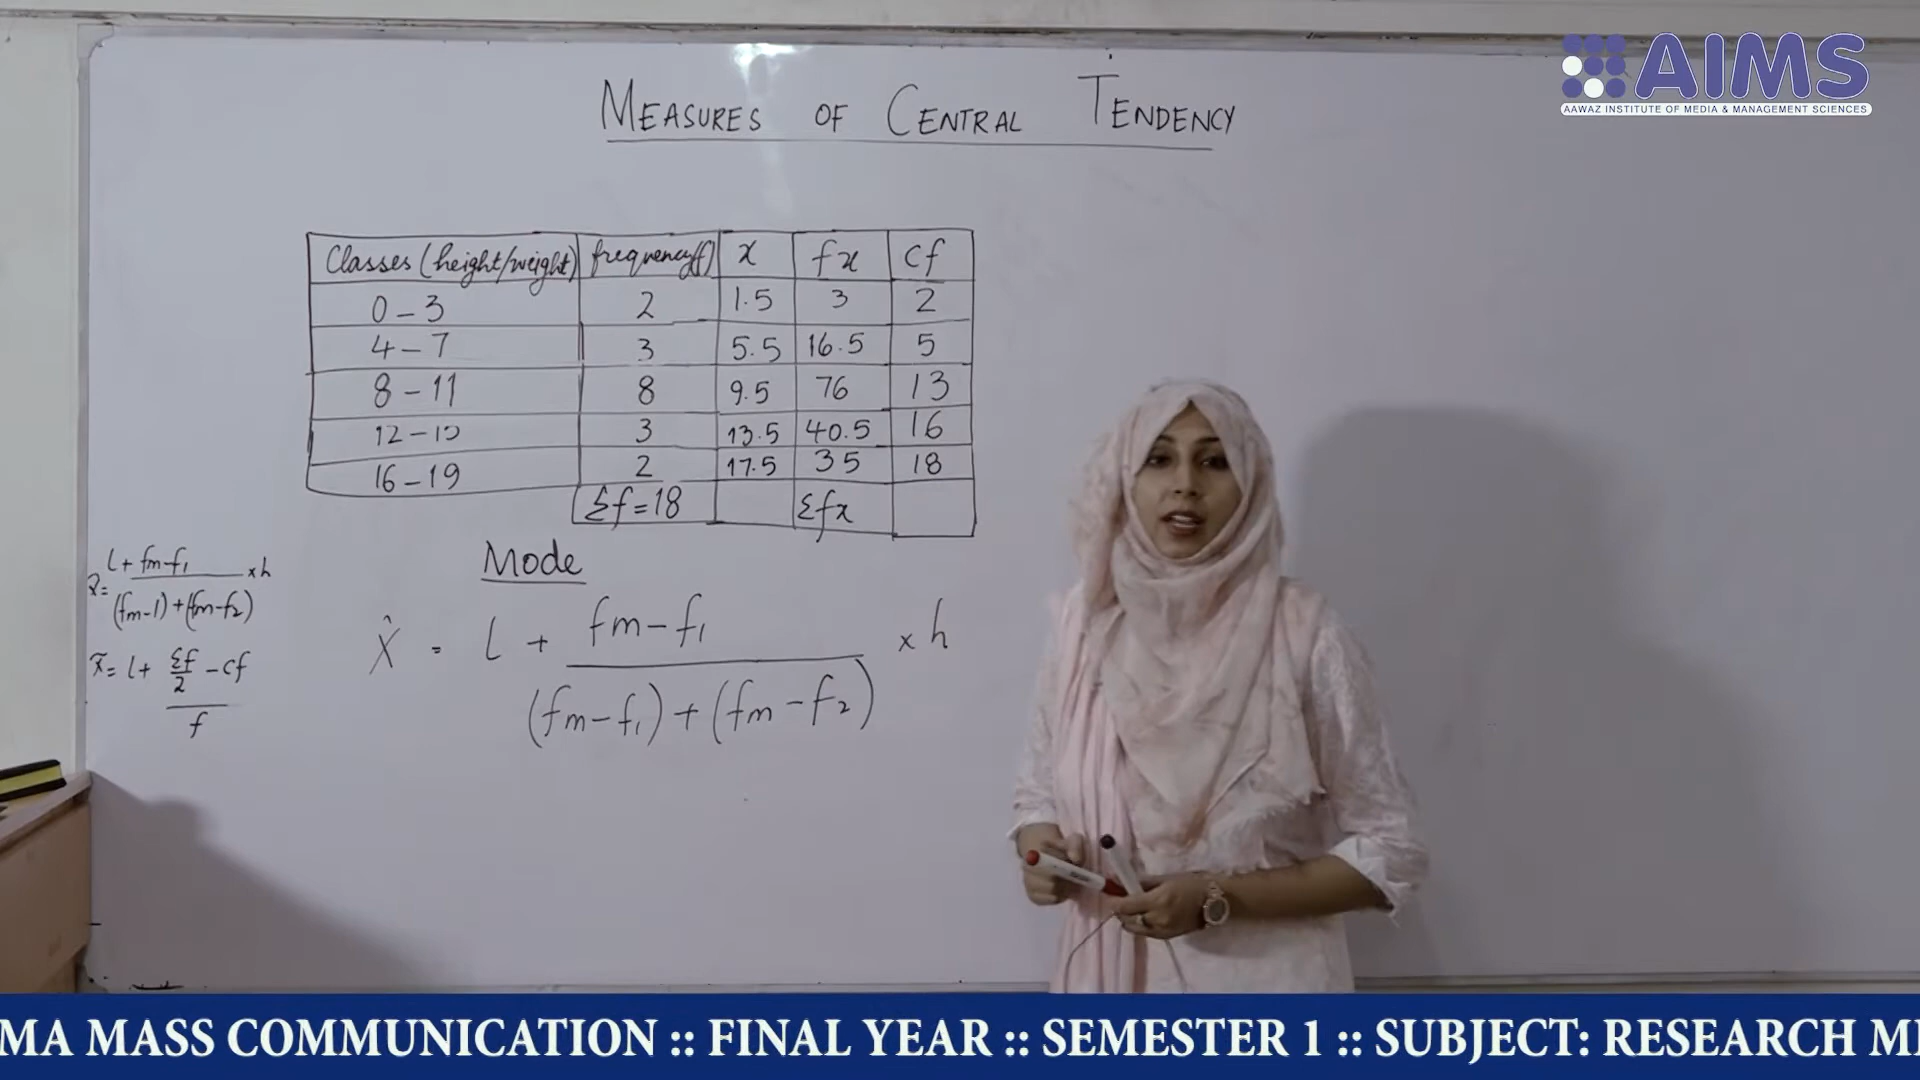 AIMS
AAWAZ INSTITUTE OF MEDIA & MANAGEMENT SCIENCES
MEASURES OF CENTRAL TENDENCY
Classes (height/weight) frequency(f) x fx cf
0 – 3 2 1.5 3 2
4 – 7 3 5.5 16.5 5
8 – 11 8 9.5 76 13
12 – 15 3 13.5 40.5 16
16 – 19 2 17.5 35 18
Σf = 18 Σfx
Mode
X̂ = l + fm – f₁ / (fm – f₁) + (fm – f₂) × h
x̂ = l + fm – f₁ / (fm – 1) + (fm – f₂) × h
x̃ = l + Σf/2 – cf / f
MA MASS COMMUNICATION :: FINAL YEAR :: SEMESTER 1 :: SUBJECT: RESEARCH M